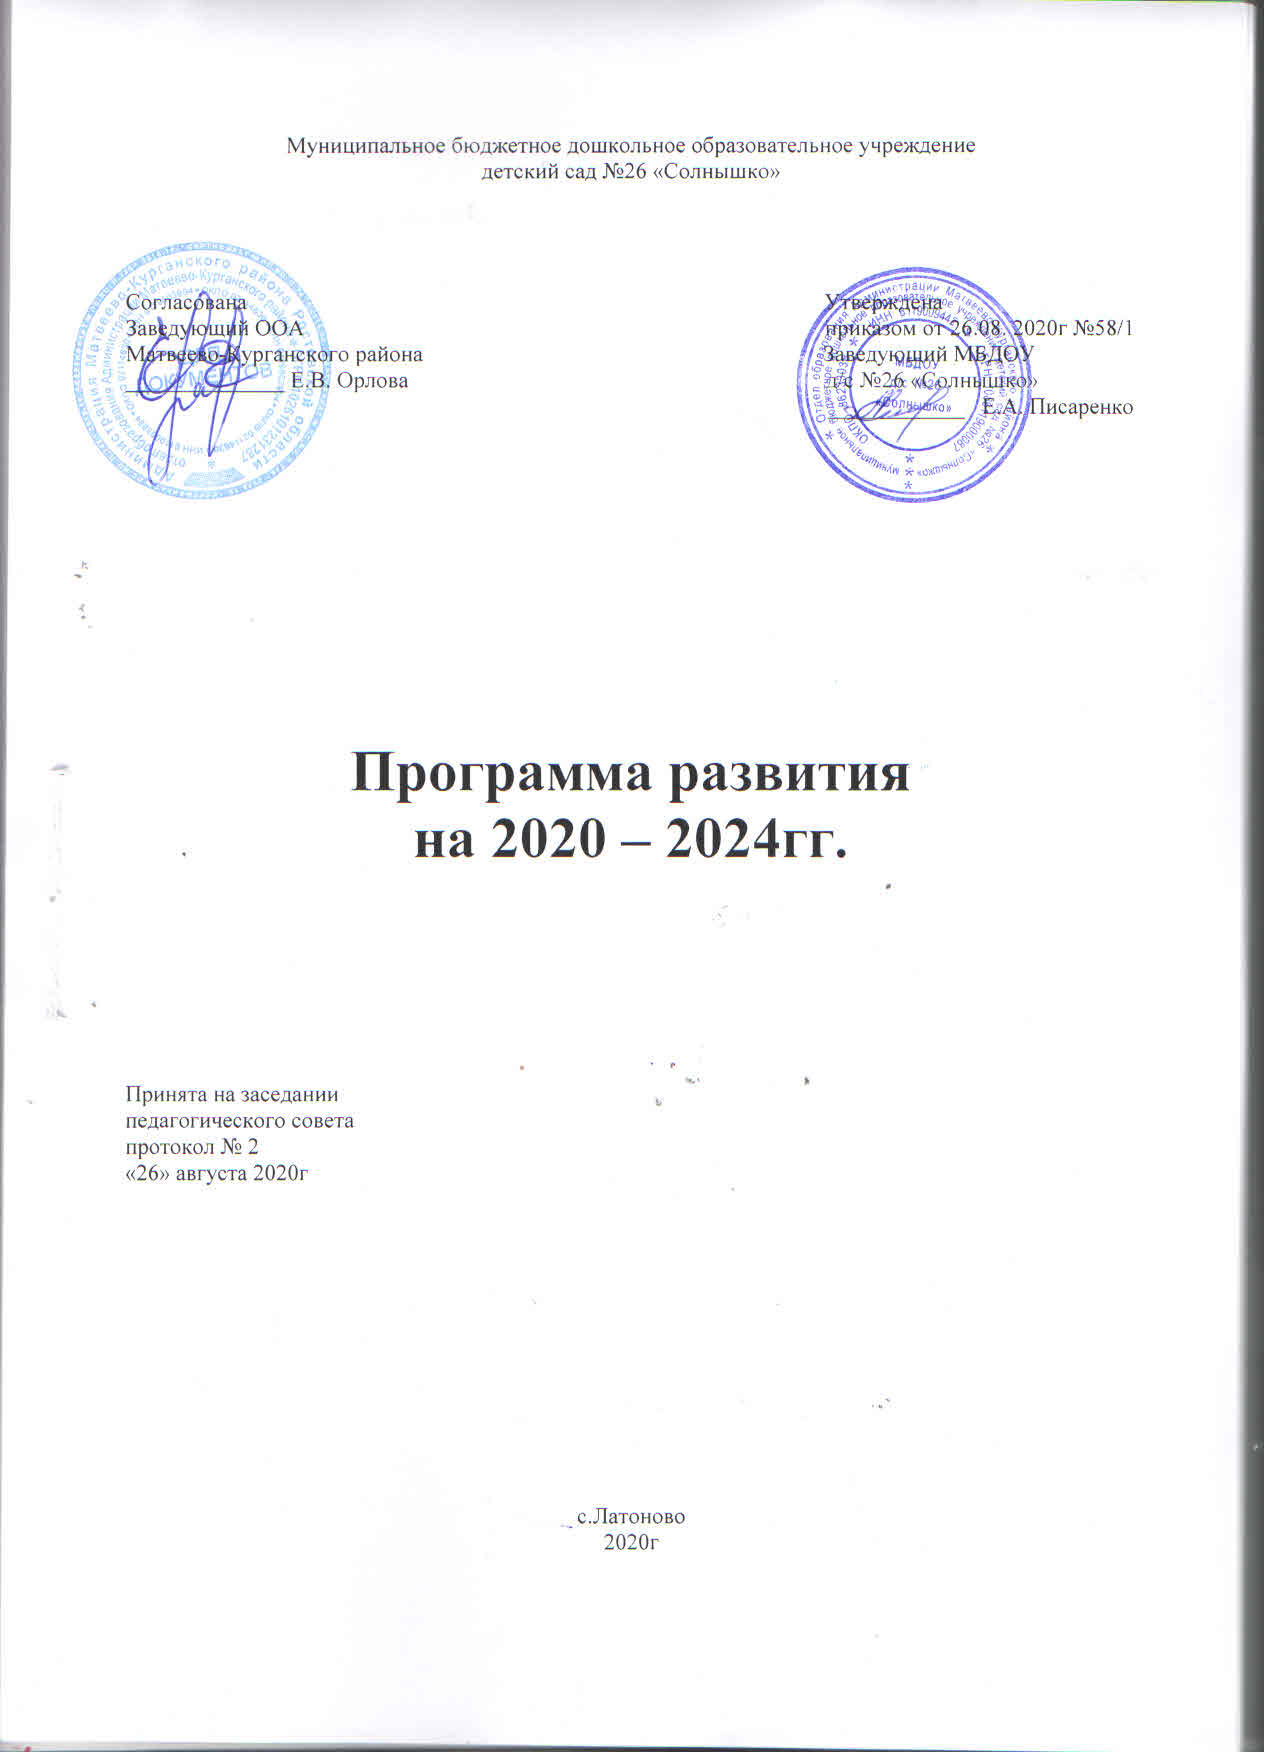 Муниципальное бюджетное дошкольное образовательное учреждение
детский сад №26 «Солнышко»
Согласована
Заведующий ООА
Матвеево-Курганского района
Е.В. Орлова
Утверждена
приказом от 26.08. 2020г №58/1
Заведующий МБДОУ
д/с №26 «Солнышко»
Е.А. Писаренко
МБДОУ
«Солнышко»
Программа развития
на 2020 – 2024гг.
Принята на заседании
педагогического совета
протокол № 2
«26» августа 2020г
с.Латоново
2020г